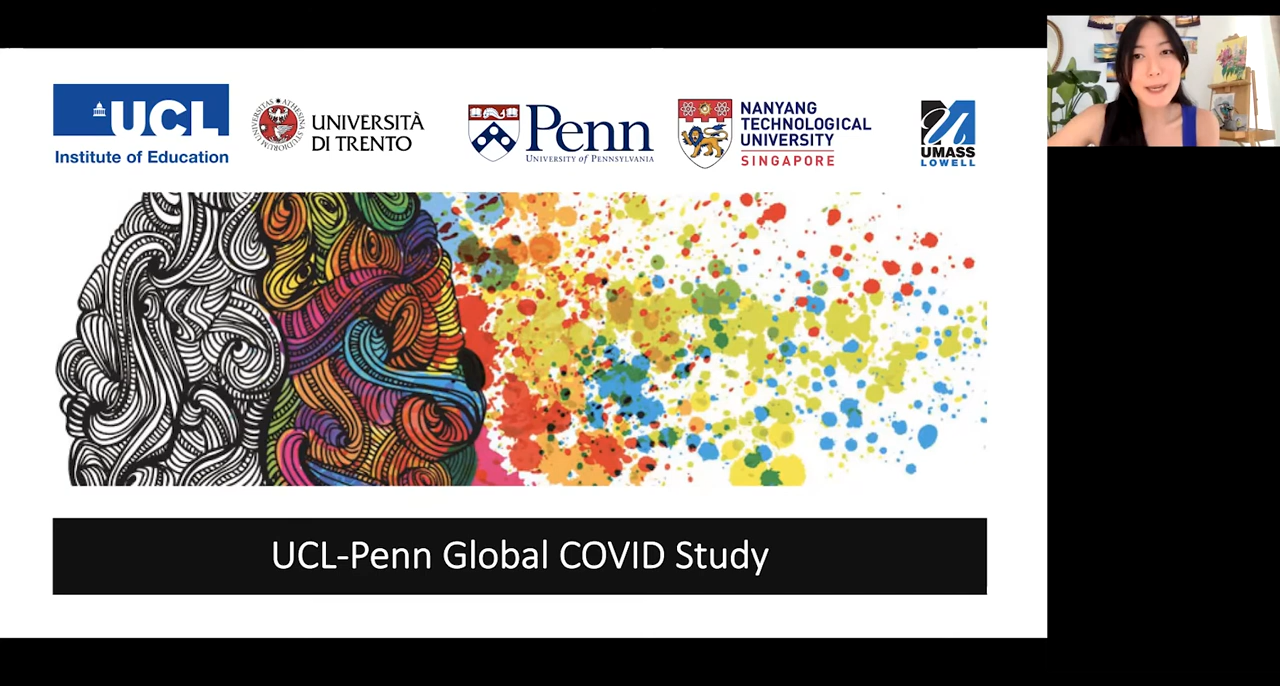 UCL
Institute of Education
UNIVERSITÀ
DI TRENTO
Penn
UNIVERSITY of PENNSYLVANIA
NANYANG
TECHNOLOGICAL
UNIVERSITY
SINGAPORE
UMASS
LOWELL
UCL-Penn Global COVID Study